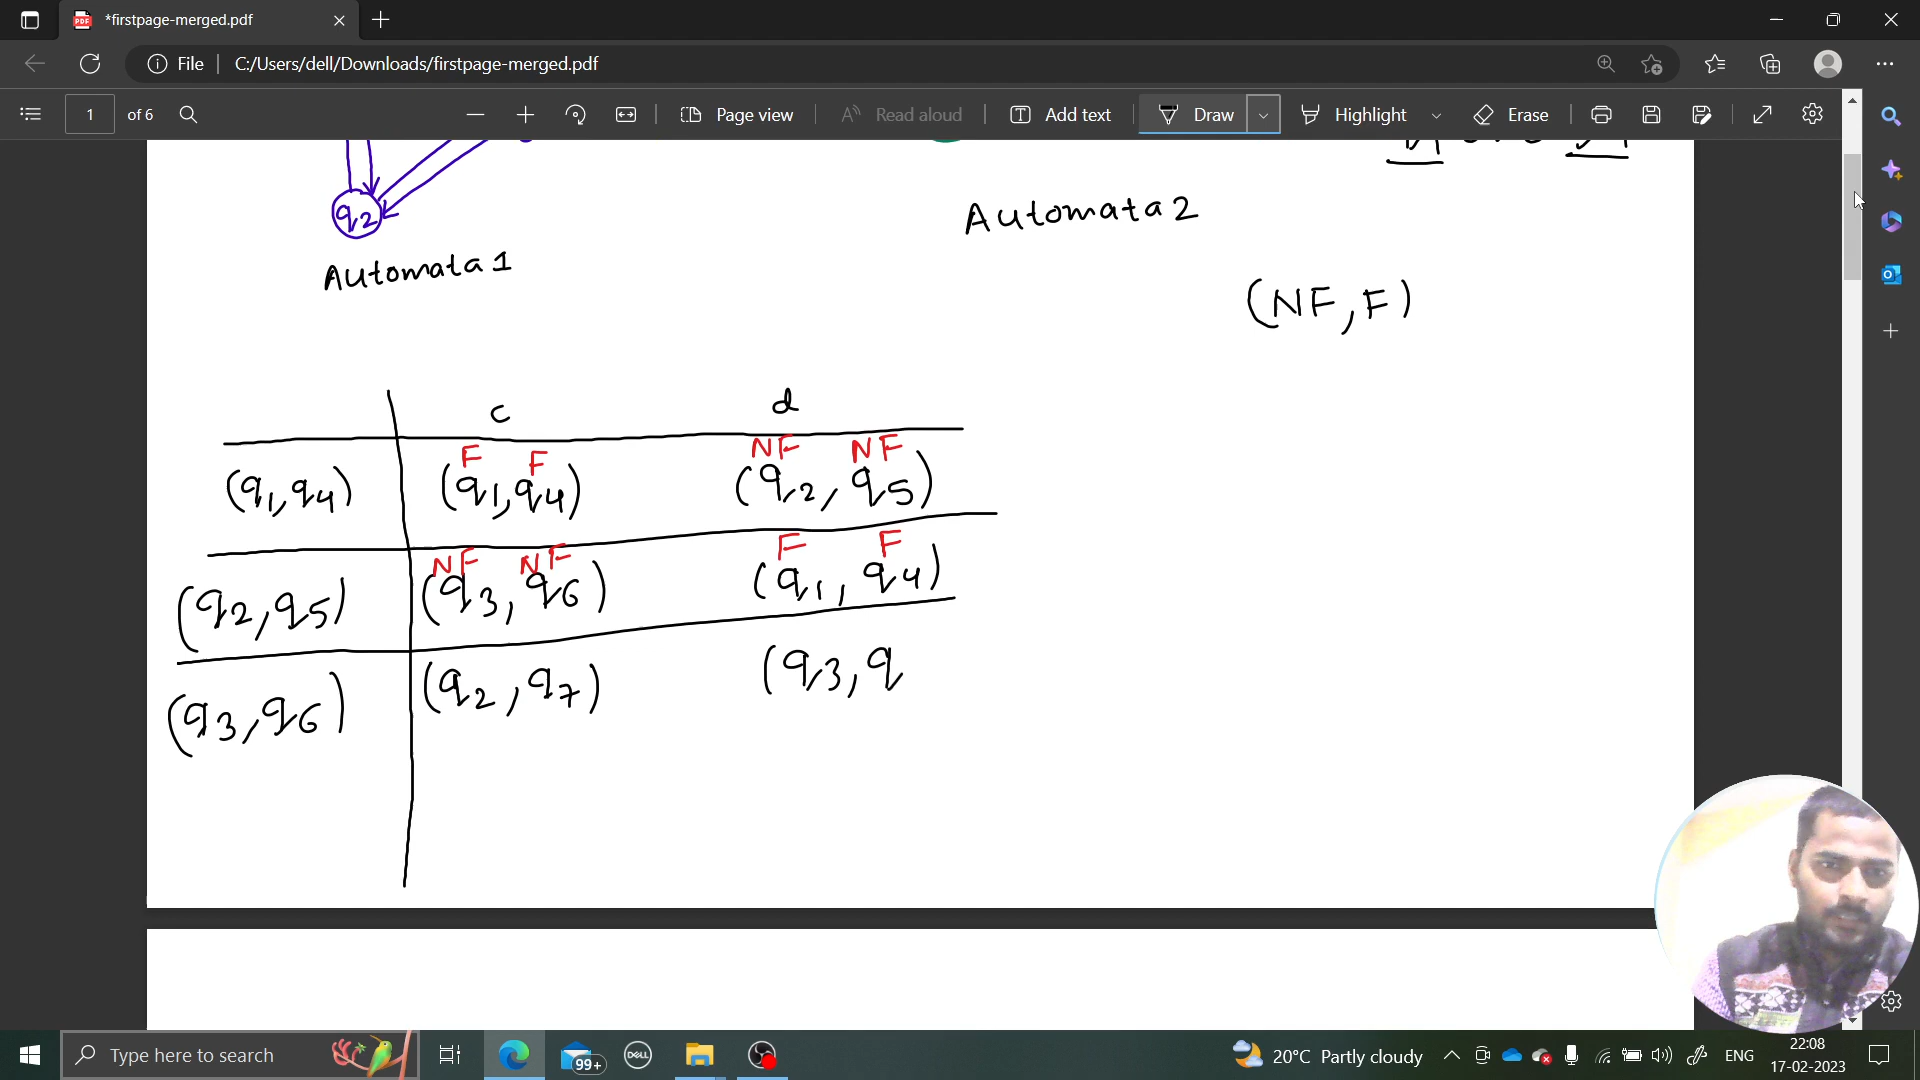 *firstpage-merged.pdf
File
C:/Users/dell/Downloads/firstpage-merged.pdf
1 of 6
Page view
Read aloud
Add text
Draw
Highlight
Erase
q2
Automata 1
Automata 2
(NF, F)
c d
F F NF NF
(q1, q4) (q1, q4) (q2, q5)
NF NF F F
(q2, q5) (q3, q6) (q1, q4)
(q3, q6) (q2, q7) (q3, q
Type here to search
99+
DELL
20°C Partly cloudy
ENG
22:08
17-02-2023